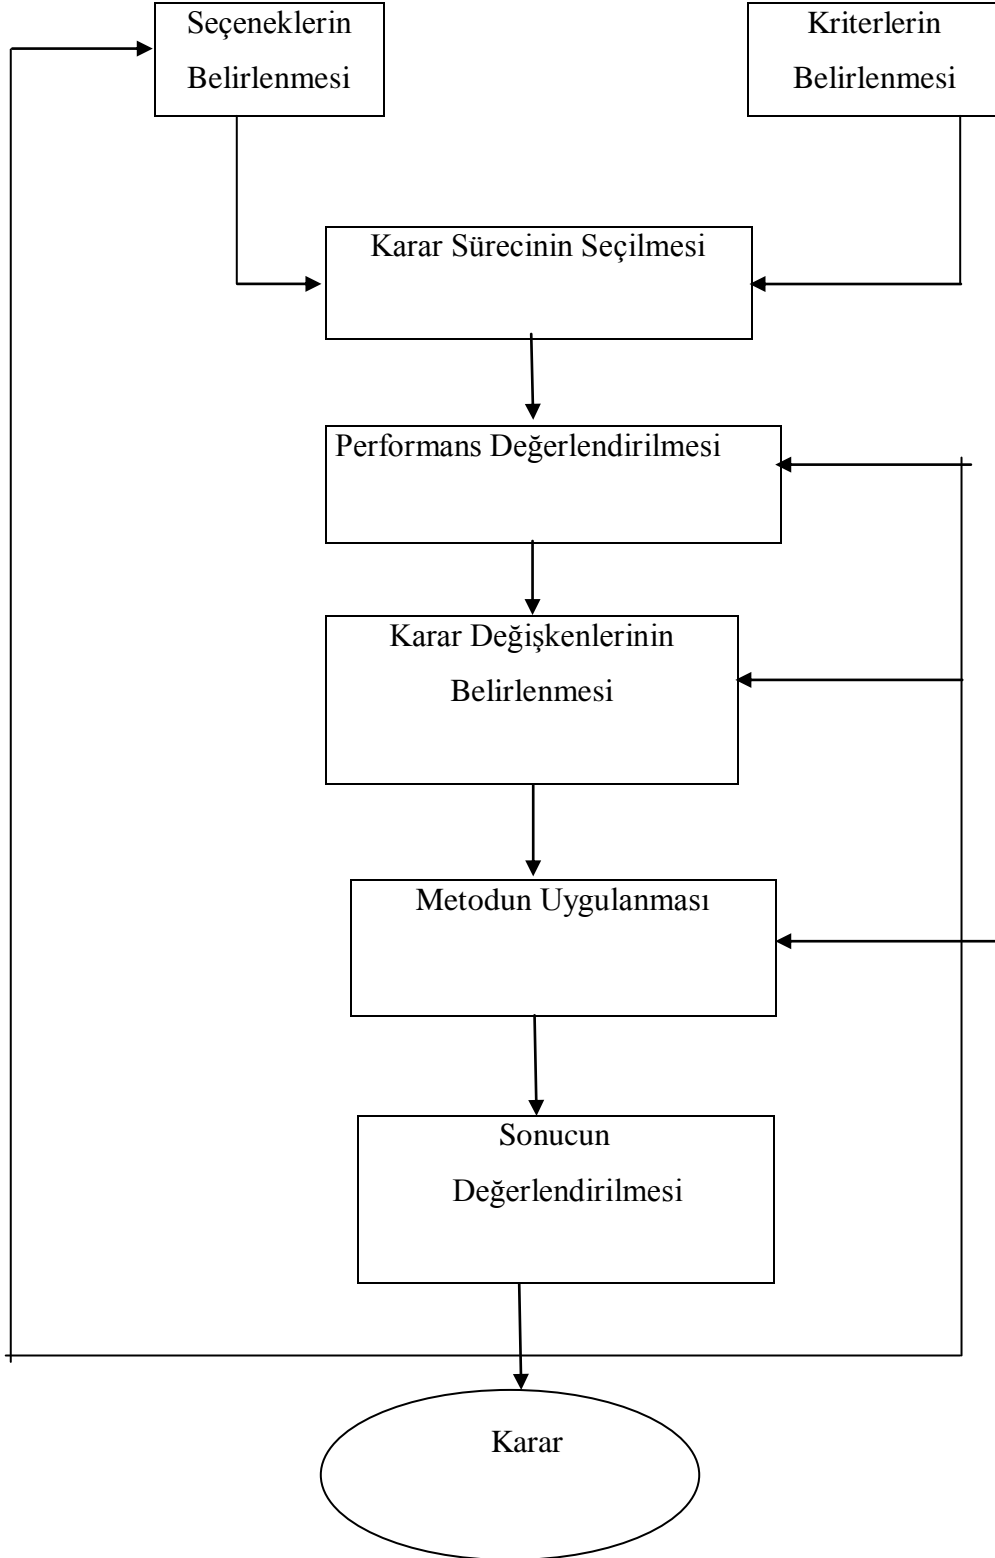 Seçeneklerin
Belirlenmesi
Kriterlerin
Belirlenmesi
Karar Sürecinin Seçilmesi
Performans Değerlendirilmesi
Karar Değişkenlerinin
Belirlenmesi
Metodun Uygulanması
Sonucun
Değerlendirilmesi
Karar